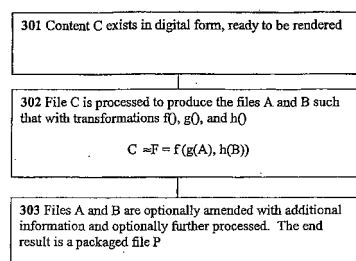 301 Content C exists in digital form, ready to be rendered
302 File C is processed to produce the files A and B such
that with transformations f(), g(), and h()
C ≈F = f (g(A), h(B))
303 Files A and B are optionally amended with additional
information and optionally further processed. The end
result is a packaged file P